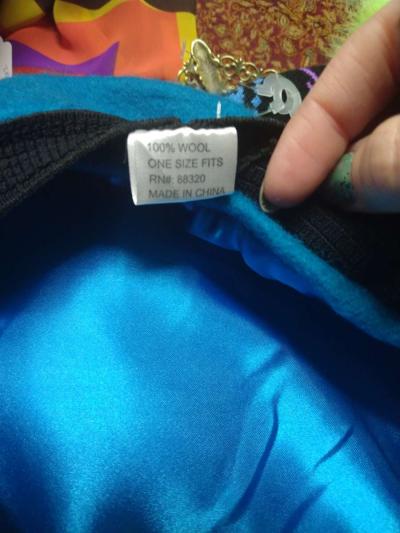 100% WOOL
ONE SIZE FITS
RN#: 88320
MADE IN CHINA